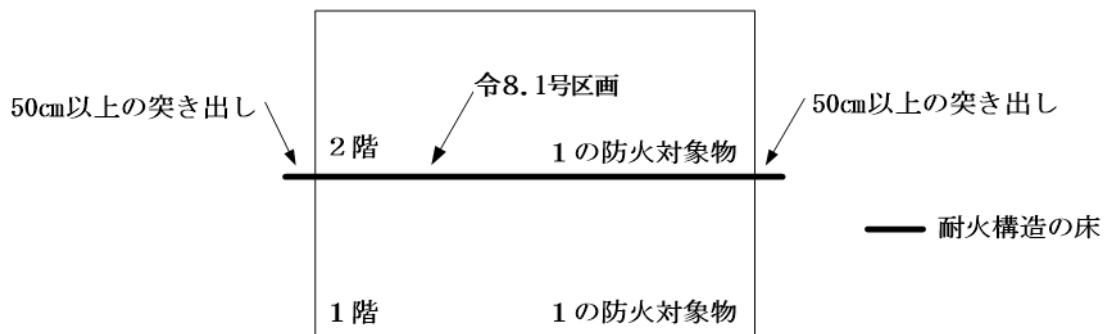 令8.1号区画
50㎝以上の突き出し
50㎝以上の突き出し
2階
1の防火対象物
耐火構造の床
1階
1の防火対象物